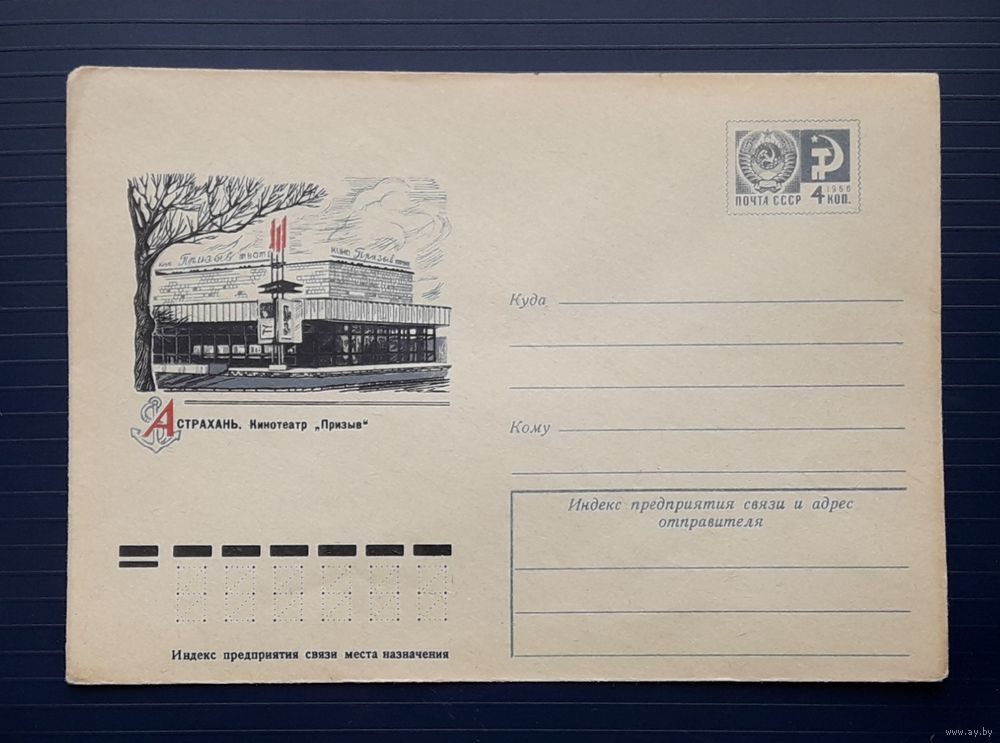 ПОЧТА СССР
1966
4 КОП.
Призыв
КИНО Призыв
Куда
Кому
АСТРАХАНЬ. Кинотеатр „Призыв"
Индекс предприятия связи и адрес
отправителя
Индекс предприятия связи места назначения
www.ay.by